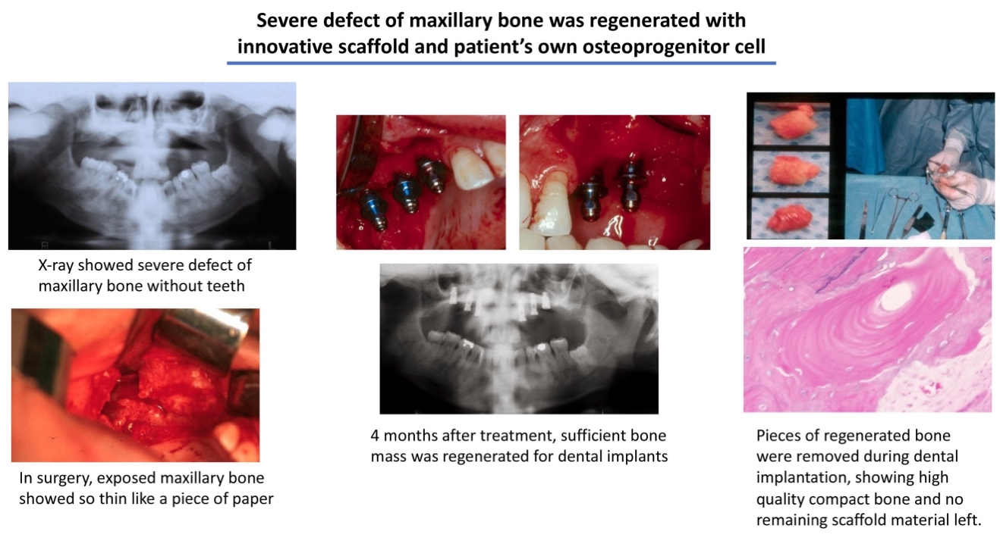 Severe defect of maxillary bone was regenerated with
innovative scaffold and patient's own osteoprogenitor cell
X-ray showed severe defect of
maxillary bone without teeth
In surgery, exposed maxillary bone
showed so thin like a piece of paper
4 months after treatment, sufficient bone
mass was regenerated for dental implants
Pieces of regenerated bone
were removed during dental
implantation, showing high
quality compact bone and no
remaining scaffold material left.